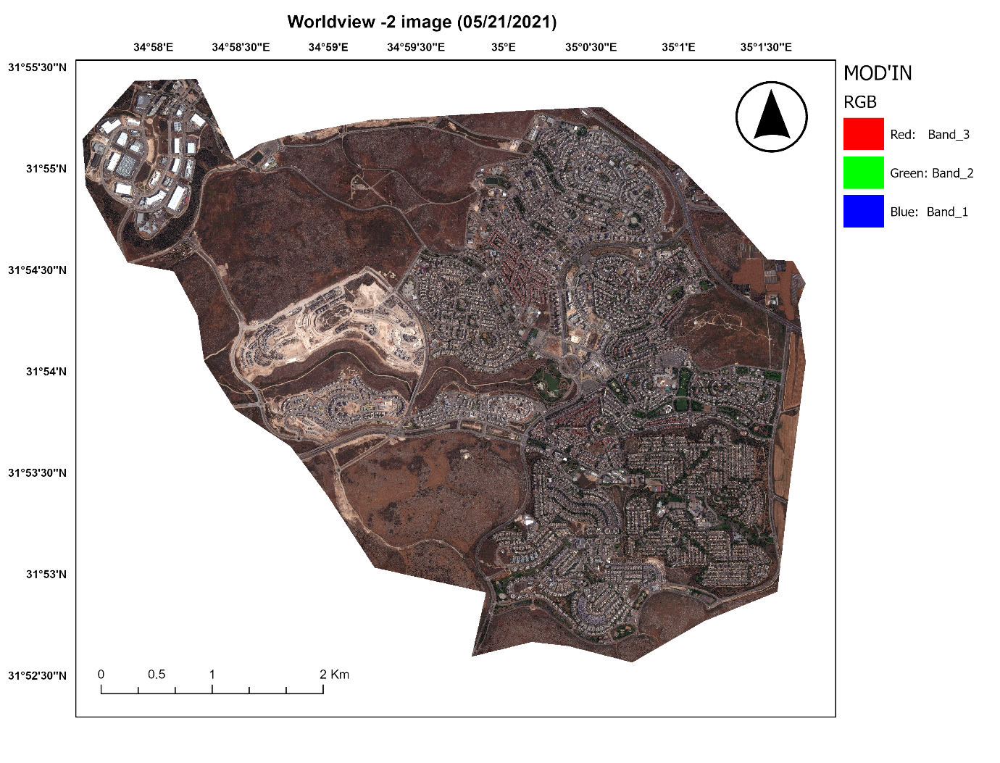 Worldview -2 image (05/21/2021)
34°58'E 34°58'30"E 34°59'E 34°59'30"E 35°E 35°0'30"E 35°1'E 35°1'30"E
31°55'30"N
31°55'N
31°54'30"N
31°54'N
31°53'30"N
31°53'N
31°52'30"N
MOD'IN
RGB
Red: Band_3
Green: Band_2
Blue: Band_1
0 0.5 1 2 Km